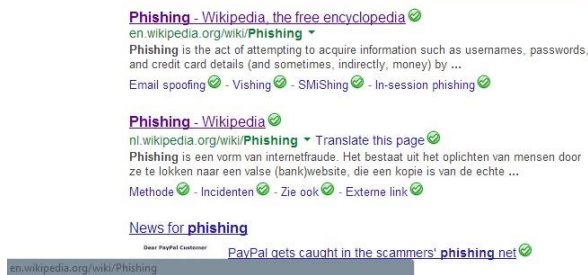 Phishing - Wikipedia, the free encyclopedia
en.wikipedia.org/wiki/Phishing
Phishing is the act of attempting to acquire information such as usernames, passwords,
and credit card details (and sometimes, indirectly, money) by ...
Email spoofing - Vishing - SMiShing - In-session phishing
Phishing - Wikipedia
nl.wikipedia.org/wiki/Phishing Translate this page
Phishing is een vorm van internetfraude. Het bestaat uit het oplichten van mensen door
ze te lokken naar een valse (bank)website, die een kopie is van de echte ...
Methode - Incidenten - Zie ook - Externe link
News for phishing
Dear PayPal Customer
PayPal gets caught in the scammers' phishing net
en.wikipedia.org/wiki/Phishing